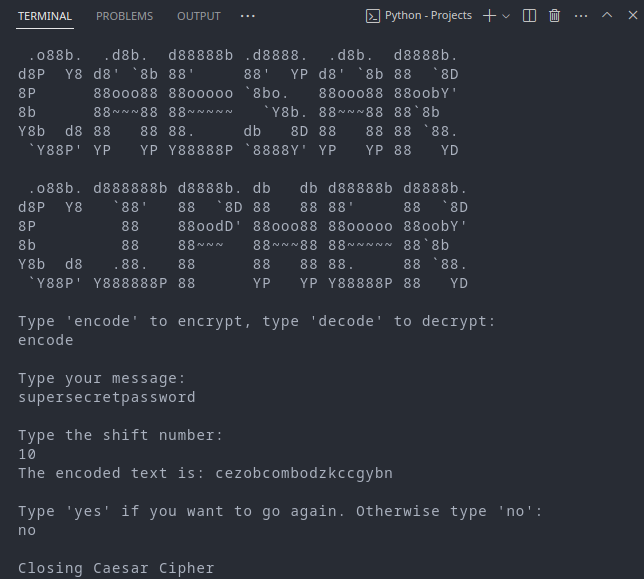 TERMINAL PROBLEMS OUTPUT ··· Python - Projects
 .o88b.  .d8b.  d88888b .d8888.  .d8b.  d8888b.
d8P  Y8 d8' `8b 88'     88'  YP d8' `8b 88  `8D
8P      88ooo88 88ooooo `8bo.   88ooo88 88oobY'
8b      88~~~88 88~~~~~   `Y8b. 88~~~88 88`8b
Y8b  d8 88   88 88.     db   8D 88   88 88 `88.
 `Y88P' YP   YP Y88888P `8888Y' YP   YP 88   YD
 .o88b. d888888b d8888b. db   db d88888b d8888b.
d8P  Y8   `88'   88  `8D 88   88 88'     88  `8D
8P         88    88oodD' 88ooo88 88ooooo 88oobY'
8b         88    88~~~   88~~~88 88~~~~~ 88`8b
Y8b  d8   .88.   88      88   88 88.     88 `88.
 `Y88P' Y888888P 88      YP   YP Y88888P 88   YD
Type 'encode' to encrypt, type 'decode' to decrypt:
encode
Type your message:
supersecretpassword
Type the shift number:
10
The encoded text is: cezobcombodzkccgybn
Type 'yes' if you want to go again. Otherwise type 'no':
no
Closing Caesar Cipher